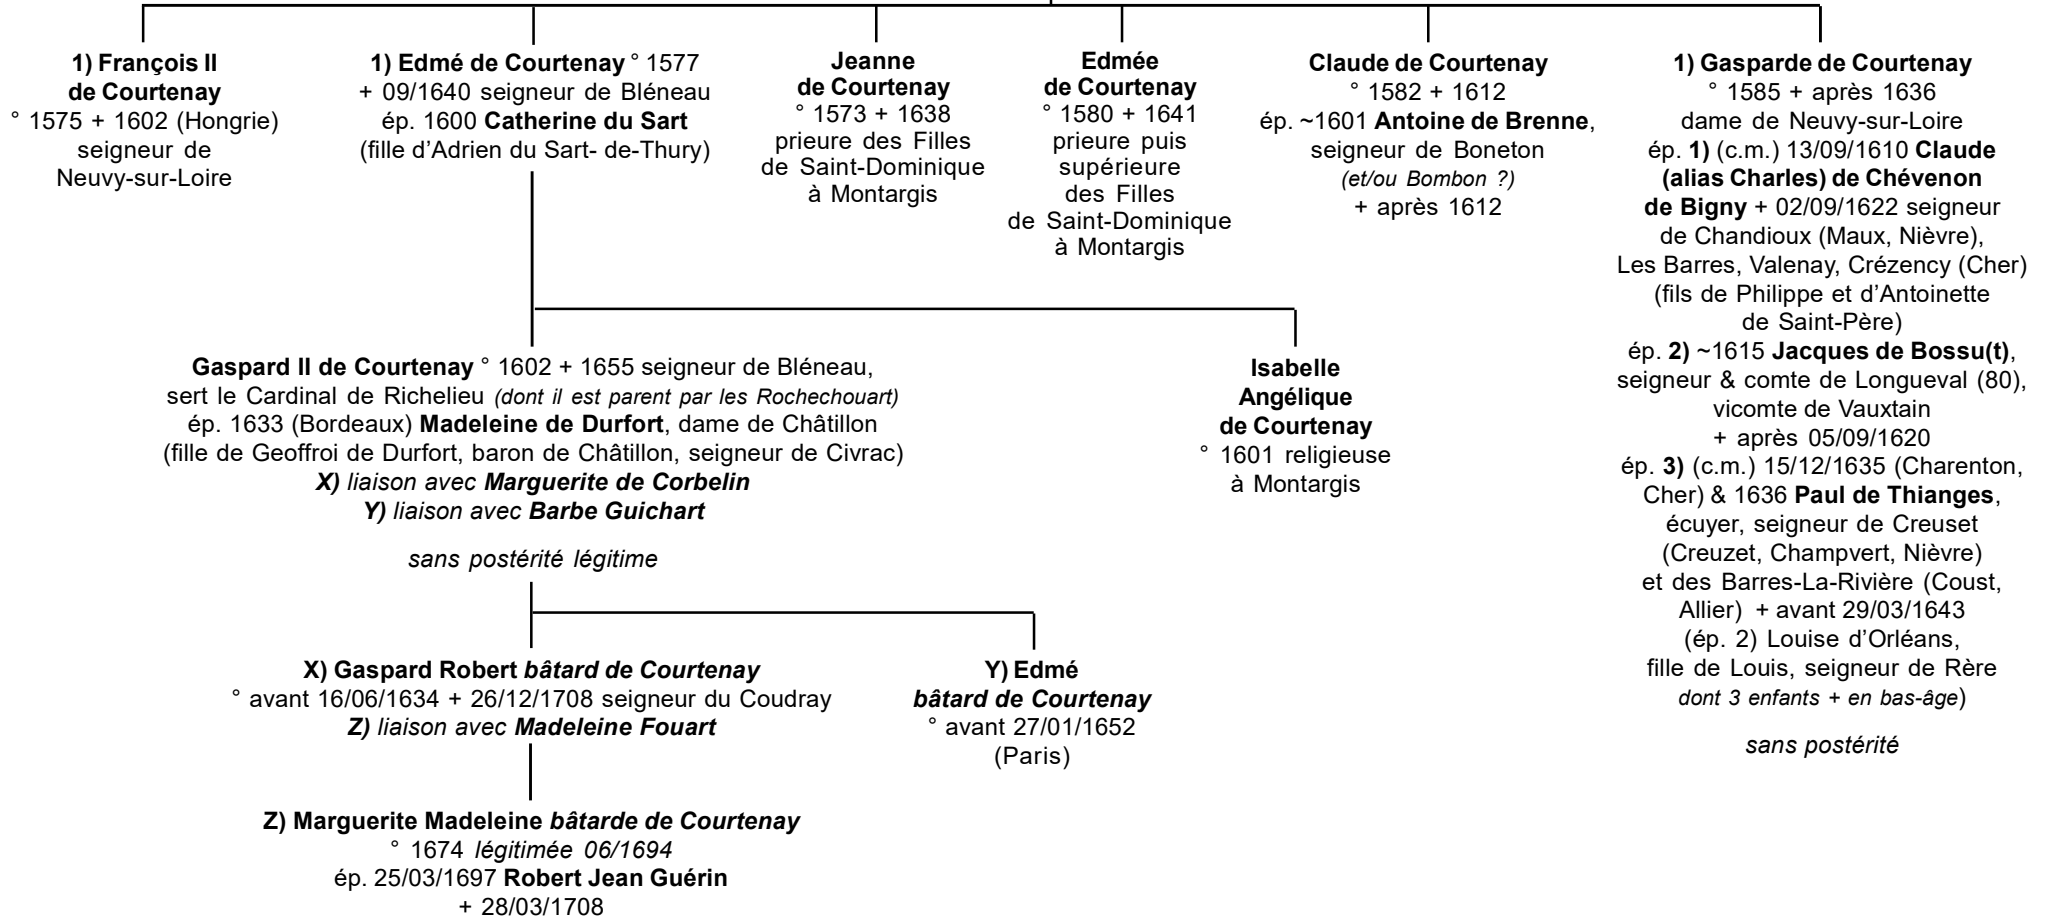 1) François II
de Courtenay
° 1575 + 1602 (Hongrie)
seigneur de
Neuvy-sur-Loire
1) Edmé de Courtenay ° 1577
+ 09/1640 seigneur de Bléneau
ép. 1600 Catherine du Sart
(fille d’Adrien du Sart- de-Thury)
Jeanne
de Courtenay
° 1573 + 1638
prieure des Filles
de Saint-Dominique
à Montargis
Edmée
de Courtenay
° 1580 + 1641
prieure puis
supérieure
des Filles
de Saint-Dominique
à Montargis
Claude de Courtenay
° 1582 + 1612
ép. ~1601 Antoine de Brenne,
seigneur de Boneton
(et/ou Bombon ?)
+ après 1612
1) Gasparde de Courtenay
° 1585 + après 1636
dame de Neuvy-sur-Loire
ép. 1) (c.m.) 13/09/1610 Claude
(alias Charles) de Chévenon
de Bigny + 02/09/1622 seigneur
de Chandioux (Maux, Nièvre),
Les Barres, Valenay, Crézency (Cher)
(fils de Philippe et d’Antoinette
de Saint-Père)
ép. 2) ~1615 Jacques de Bossu(t),
seigneur & comte de Longueval (80),
vicomte de Vauxtain
+ après 05/09/1620
ép. 3) (c.m.) 15/12/1635 (Charenton,
Cher) & 1636 Paul de Thianges,
écuyer, seigneur de Creuset
(Creuzet, Champvert, Nièvre)
et des Barres-La-Rivière (Coust,
Allier) + avant 29/03/1643
(ép. 2) Louise d’Orléans,
fille de Louis, seigneur de Rère
dont 3 enfants + en bas-âge)
sans postérité
Gaspard II de Courtenay ° 1602 + 1655 seigneur de Bléneau,
sert le Cardinal de Richelieu (dont il est parent par les Rochechouart)
ép. 1633 (Bordeaux) Madeleine de Durfort, dame de Châtillon
(fille de Geoffroi de Durfort, baron de Châtillon, seigneur de Civrac)
X) liaison avec Marguerite de Corbelin
Y) liaison avec Barbe Guichart
sans postérité légitime
Isabelle
Angélique
de Courtenay
° 1601 religieuse
à Montargis
X) Gaspard Robert bâtard de Courtenay
° avant 16/06/1634 + 26/12/1708 seigneur du Coudray
Z) liaison avec Madeleine Fouart
Y) Edmé
bâtard de Courtenay
° avant 27/01/1652
(Paris)
Z) Marguerite Madeleine bâtarde de Courtenay
° 1674 légitimée 06/1694
ép. 25/03/1697 Robert Jean Guérin
+ 28/03/1708